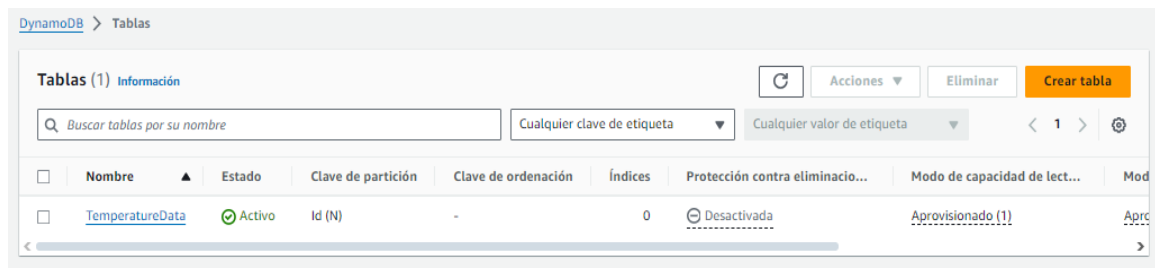 DynamoDB > Tablas
Tablas (1) Información
Acciones ▼ Eliminar Crear tabla
Buscar tablas por su nombre Cualquier clave de etiqueta ▼ Cualquier valor de etiqueta ▼ < 1 >
Nombre ▲ Estado Clave de partición Clave de ordenación Índices Protección contra eliminacio... Modo de capacidad de lect... Mod
TemperatureData Activo Id (N) - 0 Desactivada Aprovisionado (1) Apro